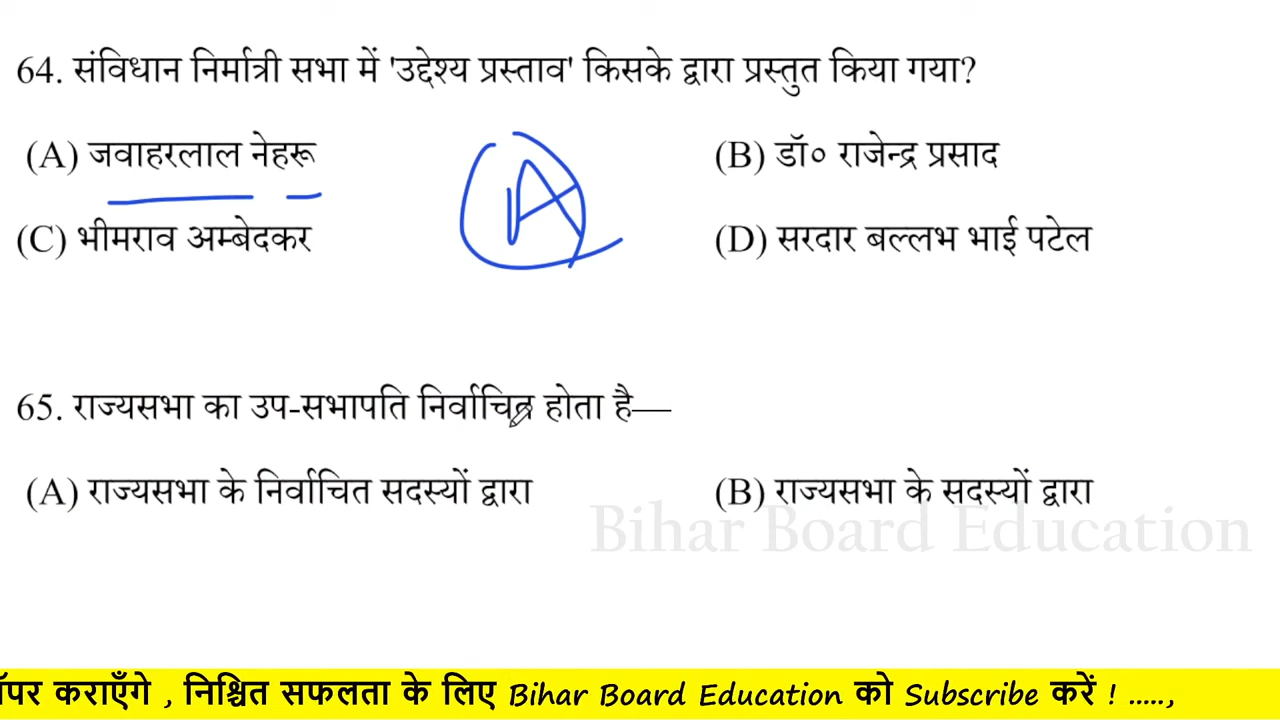 64. संविधान निर्मात्री सभा में 'उद्देश्य प्रस्ताव' किसके द्वारा प्रस्तुत किया गया?
(A) जवाहरलाल नेहरू (B) डॉ० राजेन्द्र प्रसाद
A
(C) भीमराव अम्बेदकर (D) सरदार बल्लभ भाई पटेल
65. राज्यसभा का उप-सभापति निर्वाचित होता है—
(A) राज्यसभा के निर्वाचित सदस्यों द्वारा (B) राज्यसभा के सदस्यों द्वारा
Bihar Board Education
कराएँगे , निश्चित सफलता के लिए Bihar Board Education को Subscribe करें ! .....,